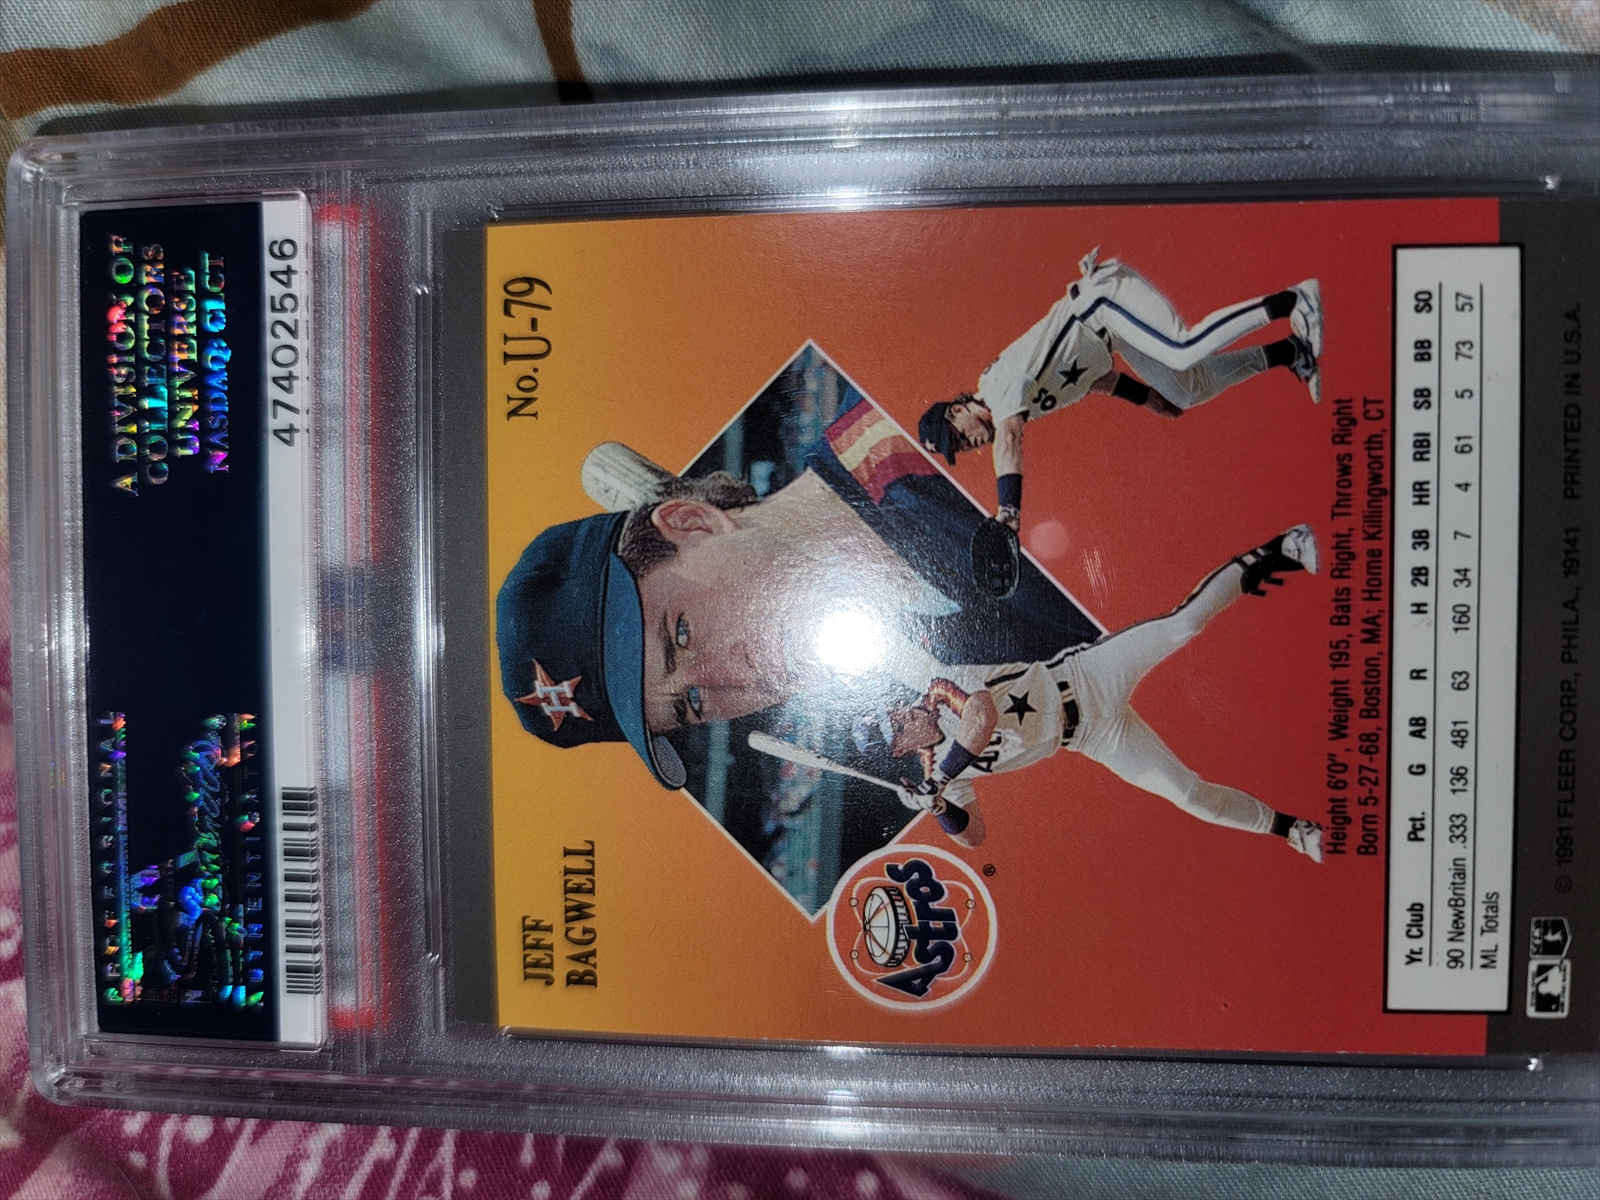 PROFESSIONAL
AUTHENTICATION
A DIVISION OF
COLLECTORS
UNIVERSE
NASDAQ: CLCT
47402546
JEFF
BAGWELL
No. U-79
H
ASTROS
®
Height 6'0", Weight 195, Bats Right, Throws Right
Born 5-27-68, Boston, MA; Home Killingworth, CT
Yr. Club Pct. G AB R H 2B 3B HR RBI SB BB SO
90 NewBritain .333 136 481 63 160 34 7 4 61 5 73 57
ML Totals
© 1991 FLEER CORP., PHILA., 19141 PRINTED IN U.S.A.